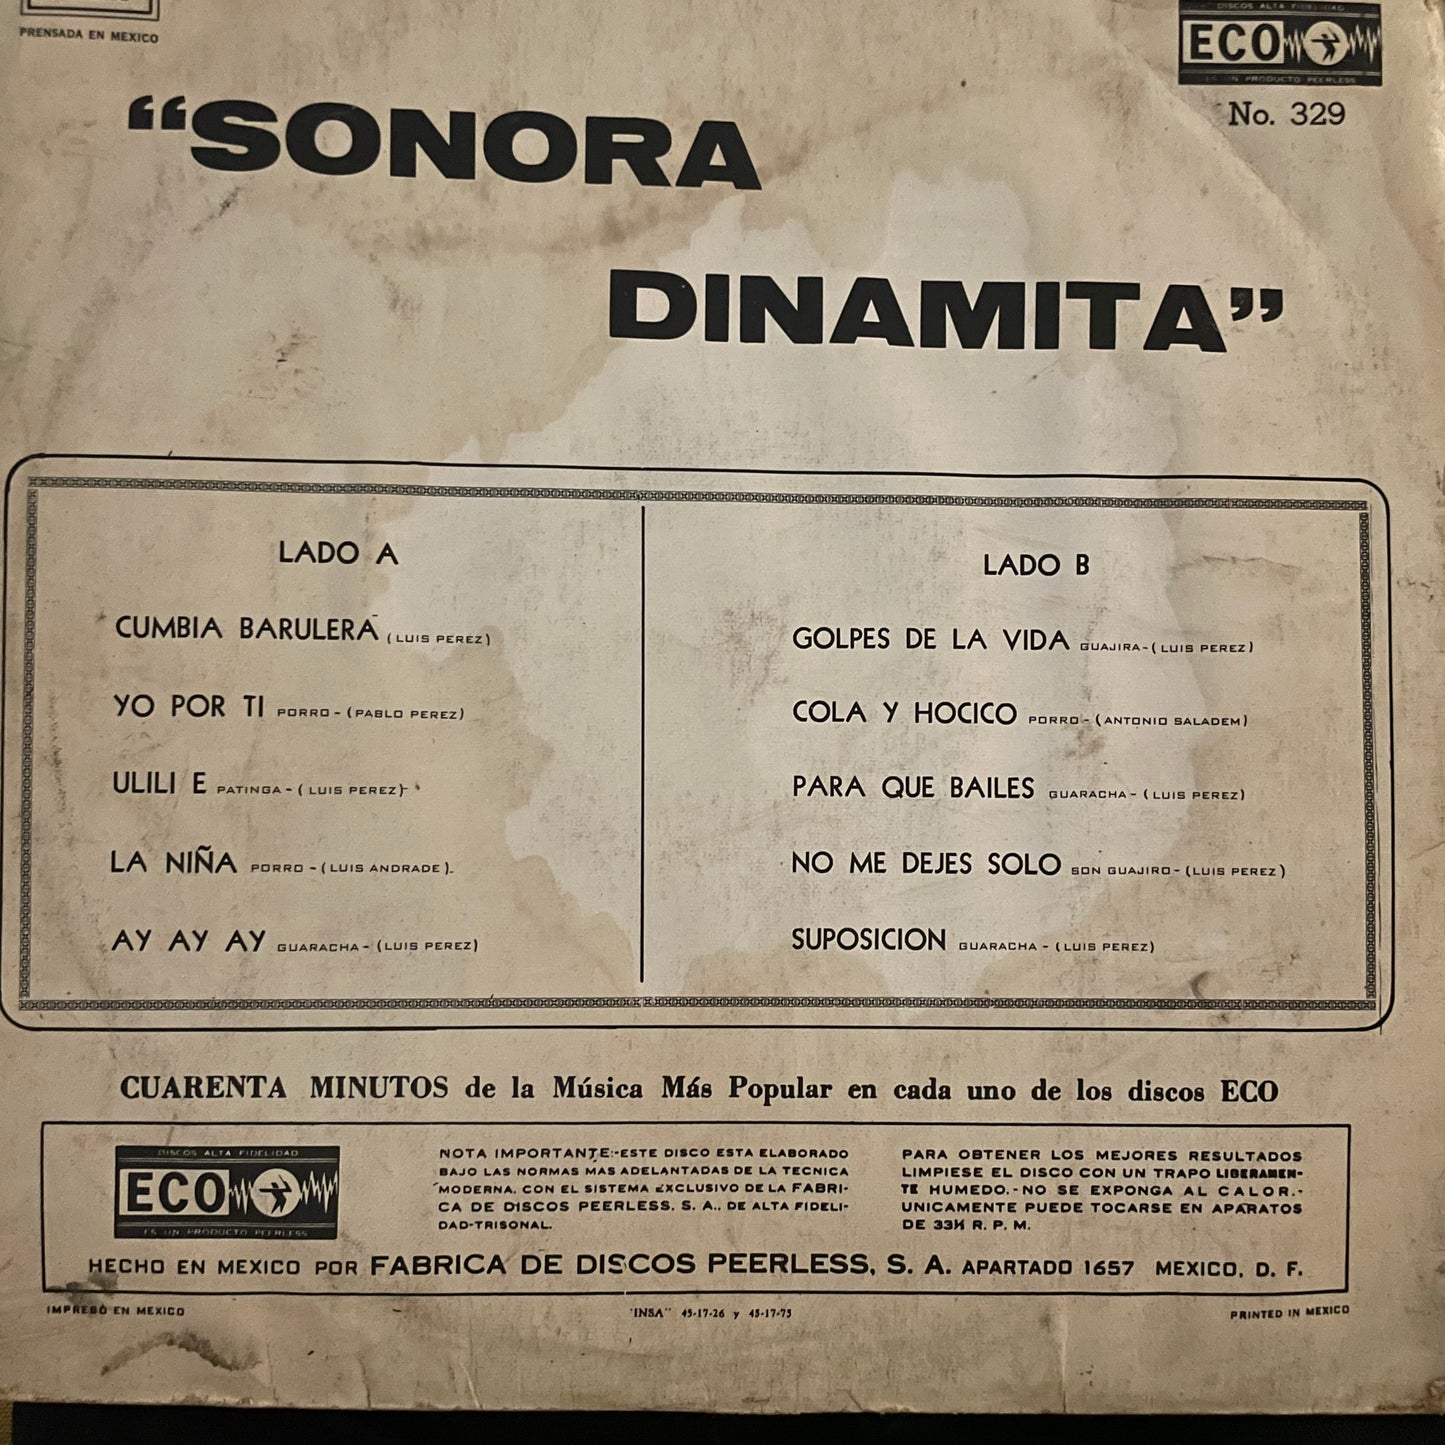 PRENSADA EN MEXICO
DISCOS ALTA FIDELIDAD
ECO
ES UN PRODUCTO PEERLESS
No. 329
“SONORA
DINAMITA”
LADO A
CUMBIA BARULERA (LUIS PEREZ)
YO POR TI PORRO - (PABLO PEREZ)
ULILI E PATINGA - ( LUIS PEREZ)
LA NIÑA PORRO - ( LUIS ANDRADE ).
AY AY AY GUARACHA - (LUIS PEREZ)
LADO B
GOLPES DE LA VIDA GUAJIRA - ( LUIS PEREZ )
COLA Y HOCICO PORRO - (ANTONIO SALADEM)
PARA QUE BAILES GUARACHA - ( LUIS PEREZ)
NO ME DEJES SOLO SON GUAJIRO - (LUIS PEREZ )
SUPOSICION GUARACHA - (LUIS PEREZ)
CUARENTA MINUTOS de la Música Más Popular en cada uno de los discos ECO
DISCOS ALTA FIDELIDAD
ECO
ES UN PRODUCTO PEERLESS
NOTA IMPORTANTE:-ESTE DISCO ESTA ELABORADO
BAJO LAS NORMAS MAS ADELANTADAS DE LA TECNICA
MODERNA, CON EL SISTEMA EXCLUSIVO DE LA FABRI-
CA DE DISCOS PEERLESS, S. A., DE ALTA FIDELI-
DAD-TRISONAL.
PARA OBTENER LOS MEJORES RESULTADOS
LIMPIESE EL DISCO CON UN TRAPO LIGERAMEN-
TE HUMEDO.-NO SE EXPONGA AL CALOR.-
UNICAMENTE PUEDE TOCARSE EN APARATOS
DE 33⅓ R. P. M.
HECHO EN MEXICO POR FABRICA DE DISCOS PEERLESS, S. A. APARTADO 1657 MEXICO, D. F.
IMPRESO EN MEXICO
"INSA" 45-17-26 y 45-17-75
PRINTED IN MEXICO